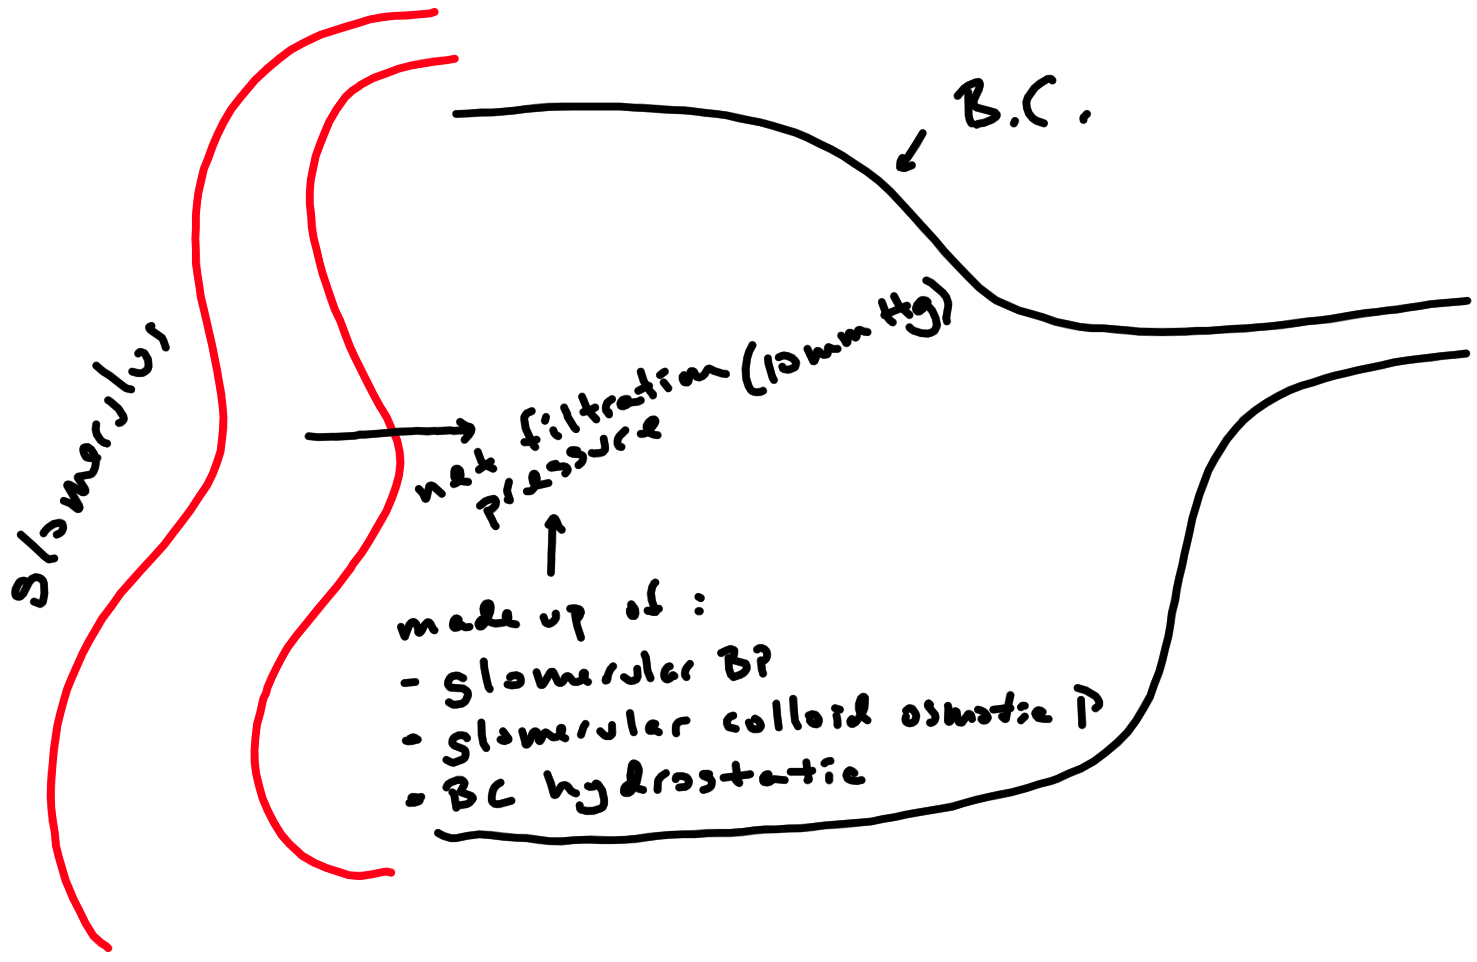 B.C.
glomerulus
net filtration (10mm Hg)
pressure
made up of :
- glomerular BP
- glomerular colloid osmotic P
- BC hydrostatic